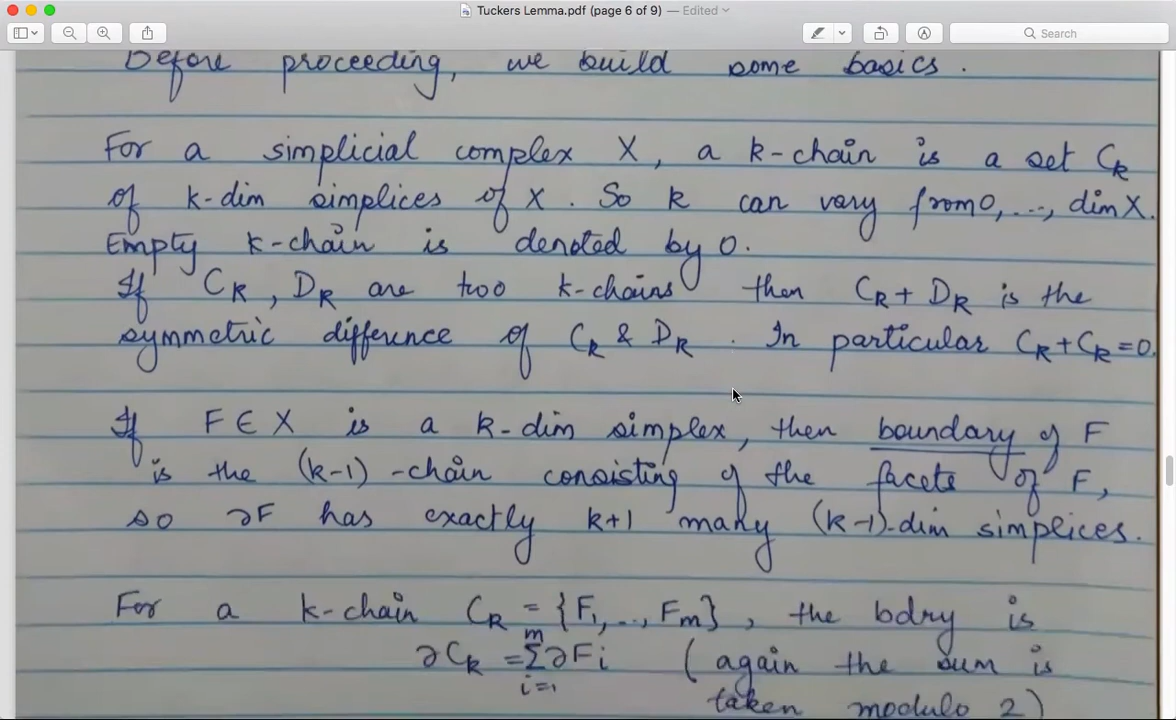 Tuckers Lemma.pdf (page 6 of 9) — Edited
Search
Before proceeding, we build some basics.
For a simplicial complex X, a k-chain is a set Ck
of k-dim simplices of X. So k can vary from 0, ..., dim X.
Empty k-chain is denoted by 0.
If Ck, Dk are two k-chains then Ck + Dk is the
symmetric difference of Ck & Dk. In particular Ck + Ck = 0.
If F ∈ X is a k-dim simplex, then boundary of F
is the (k-1)-chain consisting of the facets of F,
so ∂F has exactly k+1 many (k-1)-dim simplices.
For a k-chain Ck = {F1, .., Fm}, the bdry is
∂Ck = Σ_{i=1}^{m} ∂Fi (again the sum is
taken modulo 2)